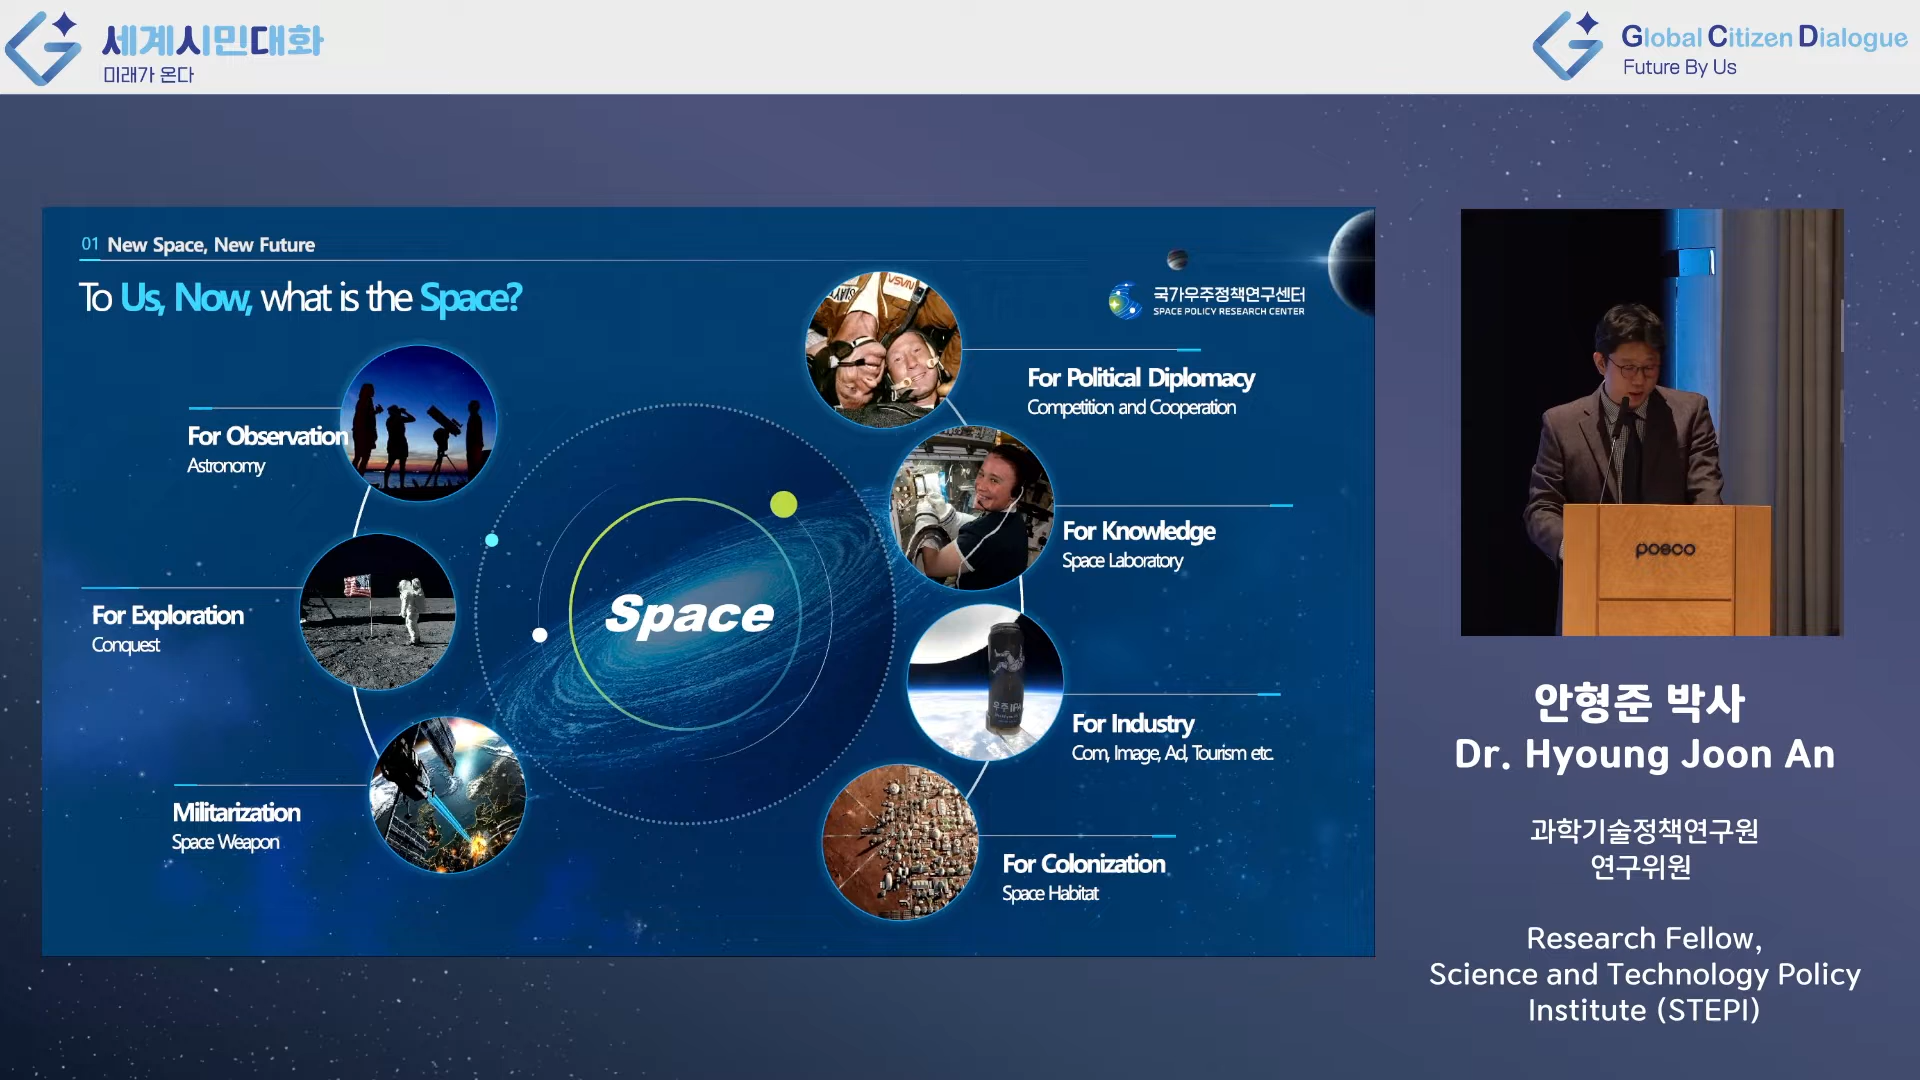 세계시민대화
미래가 온다
Global Citizen Dialogue
Future By Us
01 New Space, New Future
To Us, Now, what is the Space?
국가우주정책연구센터
SPACE POLICY RESEARCH CENTER
For Observation
Astronomy
For Exploration
Conquest
Militarization
Space Weapon
Space
For Political Diplomacy
Competition and Cooperation
For Knowledge
Space Laboratory
우주IPA
For Industry
Com, Image, Ad, Tourism etc.
For Colonization
Space Habitat
posco
안형준 박사
Dr. Hyoung Joon An
과학기술정책연구원
연구위원
Research Fellow,
Science and Technology Policy
Institute (STEPI)